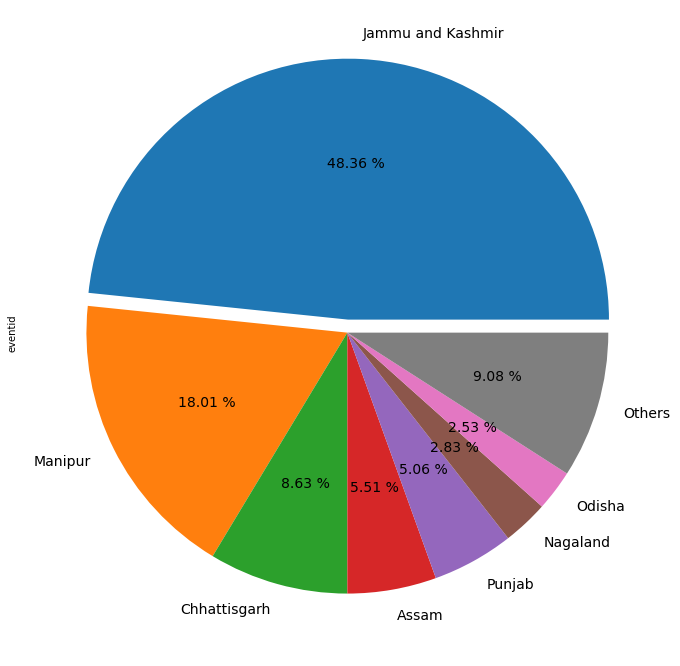 Jammu and Kashmir
48.36 %
eventid
18.01 %
9.08 %
Others
2.53 %
2.83 %
Manipur
5.06 %
8.63 %
5.51 %
Odisha
Nagaland
Punjab
Chhattisgarh
Assam